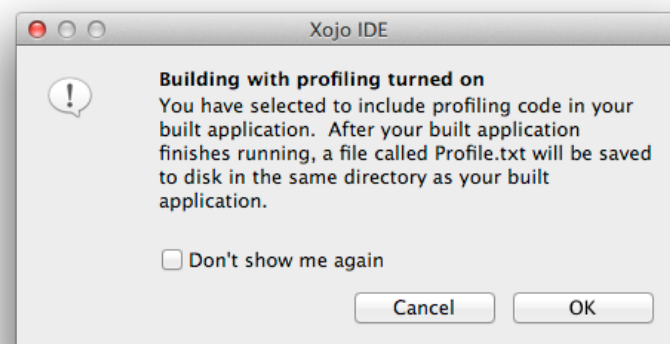 Xojo IDE
Building with profiling turned on
You have selected to include profiling code in your
built application.  After your built application
finishes running, a file called Profile.txt will be saved
to disk in the same directory as your built
application.
Don't show me again
Cancel OK